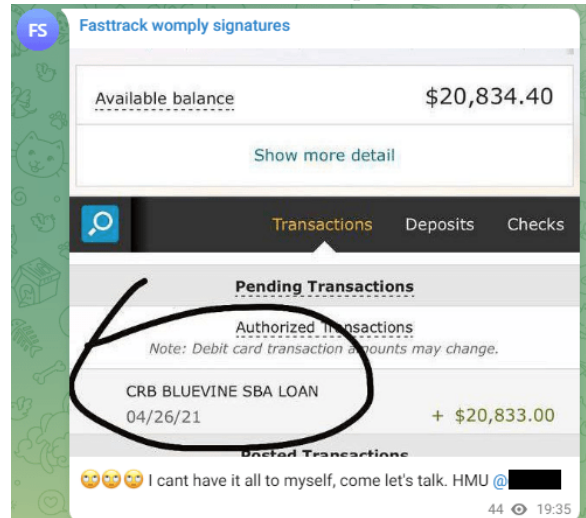 FS
Fasttrack womply signatures
Available balance $20,834.40
Show more detail
Transactions Deposits Checks
Pending Transactions
Authorized Transactions
Note: Debit card transaction amounts may change.
CRB BLUEVINE SBA LOAN
04/26/21 + $20,833.00
Posted Transactions
🙄🙄🙄 I cant have it all to myself, come let's talk. HMU @
44 19:35